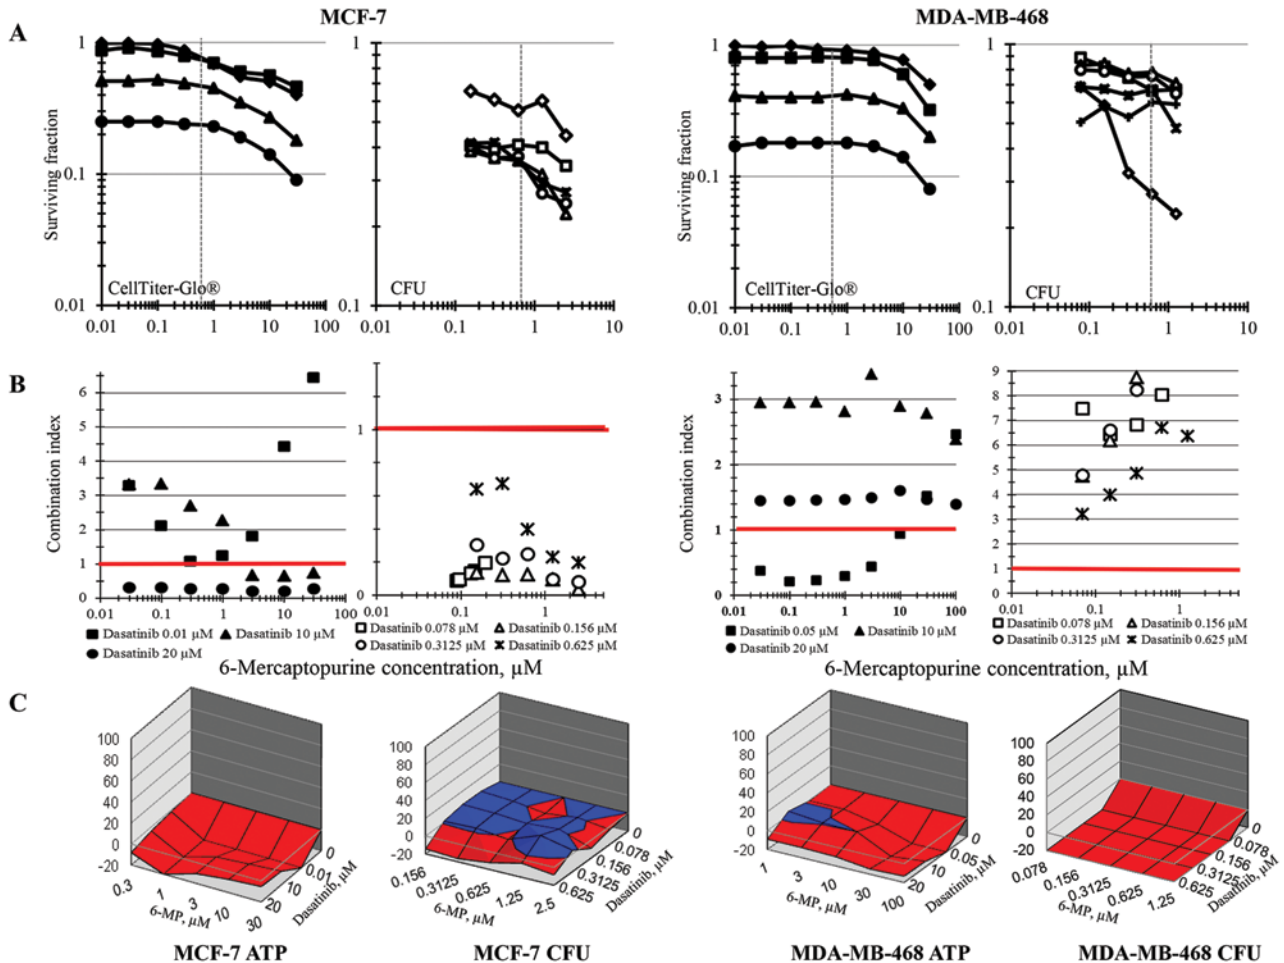 MCF-7
MDA-MB-468
A
Surviving fraction
1
0.1
0.01
CellTiter-Glo®
0.01 0.1 1 10 100
1
0.1
CFU
0.01 0.1 1 10
Surviving fraction
1
0.1
0.01
CellTiter-Glo®
0.01 0.1 1 10 100
1
0.1
CFU
0.01 0.1 1 10
B
Combination index
6
5
4
3
2
1
0
0.01 0.1 1 10 100
Dasatinib 0.01 µM Dasatinib 10 µM
Dasatinib 20 µM
1
0
0.01 0.1 1
Dasatinib 0.078 µM Dasatinib 0.156 µM
Dasatinib 0.3125 µM Dasatinib 0.625 µM
6-Mercaptopurine concentration, µM
Combination index
3
2
1
0
0.01 0.1 1 10 100
Dasatinib 0.05 µM Dasatinib 10 µM
Dasatinib 20 µM
9
8
7
6
5
4
3
2
1
0
0.01 0.1 1
Dasatinib 0.078 µM Dasatinib 0.156 µM
Dasatinib 0.3125 µM Dasatinib 0.625 µM
6-Mercaptopurine concentration, µM
C
100
80
60
40
20
0
-20
0.3 1 3 10 30
6-MP, µM
0
0.01
10
20
Dasatinib, µM
MCF-7 ATP
100
80
60
40
20
0
-20
0.156 0.3125 0.625 1.25 2.5
6-MP, µM
0
0.078
0.156
0.3125
0.625
Dasatinib, µM
MCF-7 CFU
100
80
60
40
20
0
-20
1 3 10 30 100
6-MP, µM
0
0.05
10
20
Dasatinib, µM
MDA-MB-468 ATP
100
80
60
40
20
0
-20
0.078 0.156 0.3125 0.625 1.25
6-MP, µM
0
0.078
0.156
0.3125
0.625
Dasatinib, µM
MDA-MB-468 CFU